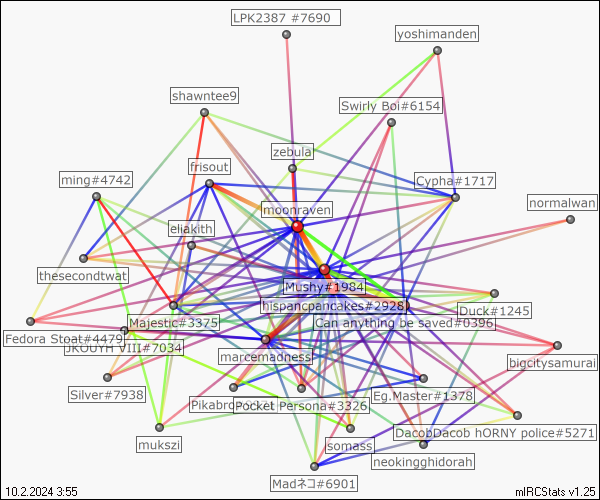 LPK2387 #7690
yoshimanden
shawntee9
Swirly Boi#6154
zebula
frisout
ming#4742
Cypha#1717
normalwan
moonraven
eliakith
thesecondtwat
Mushy#1984
hispancpancakes#2928
Duck#1245
Majestic#3375
Can anything be saved#0396
Fedora Stoat#4479
JKOUYH VIII#7034
marcemadness
bigcitysamurai
Silver#7938
Eg.Master#1378
Pikabro
Pocket Persona#3326
mukszi
DacobDacob hORNY police#5271
somass
neokingghidorah
Madネコ#6901
10.2.2024 3:55
mIRCStats v1.25